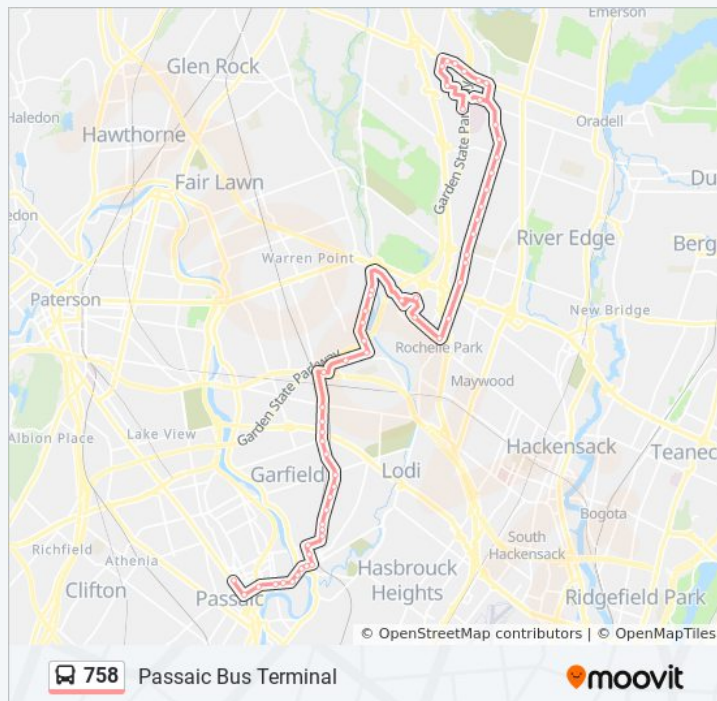 Emerson
Glen Rock
Haledon
Oradell
Hawthorne
Garden State Park
Fair Lawn
Du
River Edge
Berg
Warren Point
Paterson
New Bridge
Rochelle Park
Garden State Parkway
Maywood
Albion Place
Lake View
Hackensack
Teanec
Garfield
Lodi
Bogota
South
Hackensack
Richfield
Athenia
Hasbrouck
Heights
Clifton
Passaic
Ridgefield Park
© OpenStreetMap contributors | © OpenMapTiles
758 Passaic Bus Terminal
moovit